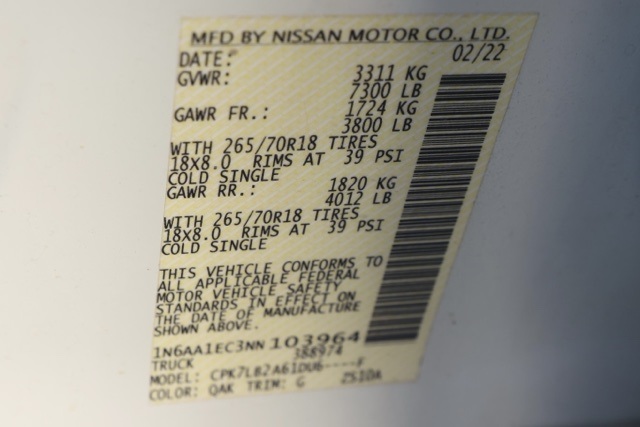 MFD BY NISSAN MOTOR CO., LTD.
DATE: 02/22
GVWR: 3311 KG
7300 LB
GAWR FR.: 1724 KG
3800 LB
WITH 265/70R18 TIRES
18X8.0 RIMS AT 39 PSI
COLD SINGLE
GAWR RR.: 1820 KG
4012 LB
WITH 265/70R18 TIRES
18X8.0 RIMS AT 39 PSI
COLD SINGLE
THIS VEHICLE CONFORMS TO
ALL APPLICABLE FEDERAL
MOTOR VEHICLE SAFETY
STANDARDS IN EFFECT ON
THE DATE OF MANUFACTURE
SHOWN ABOVE.
1N6AA1EC3NN103964
TRUCK 388974
MODEL: CPK7LB2A61DU6----F
COLOR: QAK TRIM: G 2510A